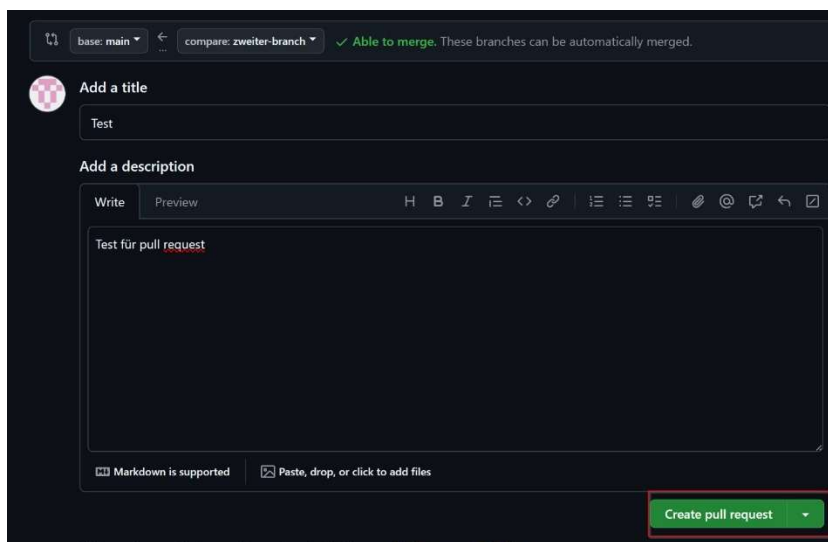 base: main ← compare: zweiter-branch ✓ Able to merge. These branches can be automatically merged.
Add a title
Test
Add a description
Write Preview
Test für pull request
Markdown is supported Paste, drop, or click to add files
Create pull request